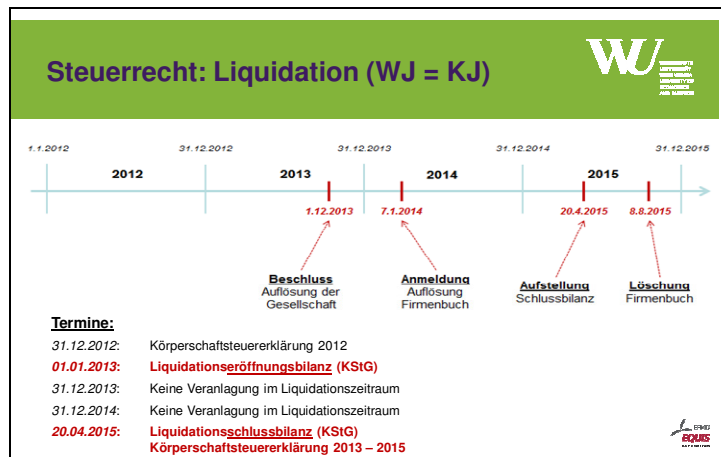 Steuerrecht: Liquidation (WJ = KJ)
WU
1.1.2012 31.12.2012 31.12.2013 31.12.2014 31.12.2015
2012 2013 2014 2015
1.12.2013 7.1.2014 20.4.2015 8.8.2015
Beschluss
Auflösung der
Gesellschaft
Anmeldung
Auflösung
Firmenbuch
Aufstellung
Schlussbilanz
Löschung
Firmenbuch
Termine:
31.12.2012: Körperschaftsteuererklärung 2012
01.01.2013: Liquidationseröffnungsbilanz (KStG)
31.12.2013: Keine Veranlagung im Liquidationszeitraum
31.12.2014: Keine Veranlagung im Liquidationszeitraum
20.04.2015: Liquidationsschlussbilanz (KStG)
Körperschaftsteuererklärung 2013 – 2015
EFMD
EQUIS